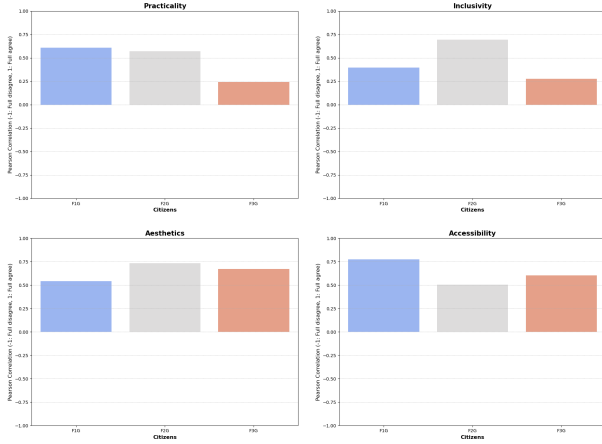 Practicality
Pearson Correlation (-1: Full disagree, 1: Full agree)
1.00
0.75
0.50
0.25
0.00
−0.25
−0.50
−0.75
−1.00
F1G
F2G
F3G
Citizens
Inclusivity
Pearson Correlation (-1: Full disagree, 1: Full agree)
1.00
0.75
0.50
0.25
0.00
−0.25
−0.50
−0.75
−1.00
F1G
F2G
F3G
Citizens
Aesthetics
Pearson Correlation (-1: Full disagree, 1: Full agree)
1.00
0.75
0.50
0.25
0.00
−0.25
−0.50
−0.75
−1.00
F1G
F2G
F3G
Citizens
Accessibility
Pearson Correlation (-1: Full disagree, 1: Full agree)
1.00
0.75
0.50
0.25
0.00
−0.25
−0.50
−0.75
−1.00
F1G
F2G
F3G
Citizens